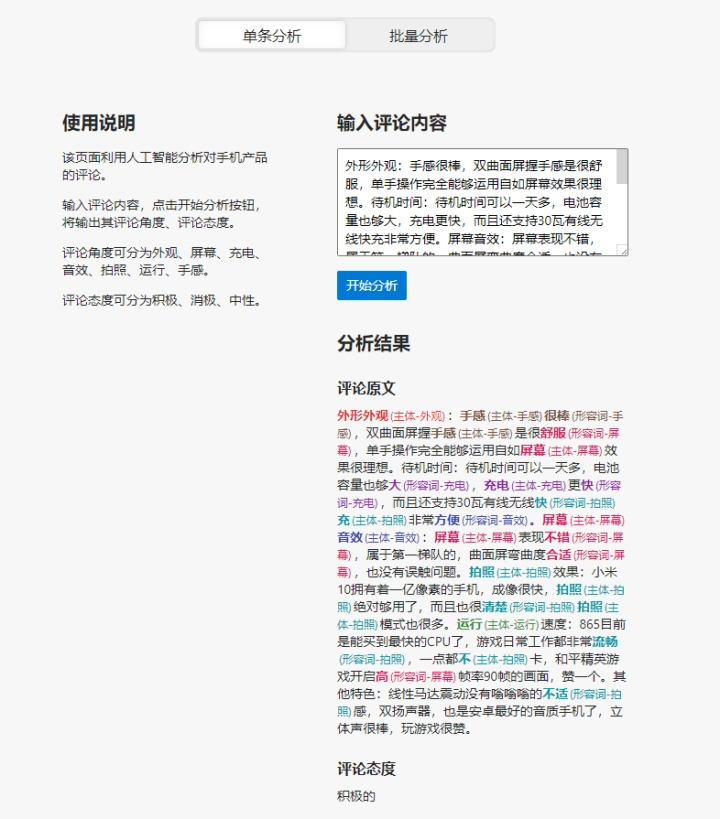 单条分析
批量分析
使用说明
该页面利用人工智能分析对手机产品
的评论。
输入评论内容，点击开始分析按钮，
将输出其评论角度、评论态度。
评论角度可分为外观、屏幕、充电、
音效、拍照、运行、手感。
评论态度可分为积极、消极、中性。
输入评论内容
外形外观：手感很棒，双曲面屏握手感是很舒
服，单手操作完全能够运用自如屏幕效果很理
想。待机时间：待机时间可以一天多，电池容
量也够大，充电更快，而且还支持30瓦有线无
线快充非常方便。屏幕音效：屏幕表现不错，
属于第一梯队的，曲面屏弯曲度合适，也没有
开始分析
分析结果
评论原文
外形外观(主体-外观)：手感(主体-手感)很棒(形容词-手
感)，双曲面屏握手感(主体-手感)是很舒服(形容词-屏
幕)，单手操作完全能够运用自如屏幕(主体-屏幕)效
果很理想。待机时间：待机时间可以一天多，电池
容量也够大(形容词-充电)，充电(主体-充电)更快(形容
词-充电)，而且还支持30瓦有线无线快(形容词-拍照)
充(主体-拍照)非常方便(形容词-音效)。屏幕(主体-屏幕)
音效(主体-音效)：屏幕(主体-屏幕)表现不错(形容词-屏
幕)，属于第一梯队的，曲面屏弯曲度合适(形容词-屏
幕)，也没有误触问题。拍照(主体-拍照)效果：小米
10拥有着一亿像素的手机，成像很快，拍照(主体-拍
照)绝对够用了，而且也很清楚(形容词-拍照)拍照(主
体-拍照)模式也很多。运行(主体-运行)速度：865目前
是能买到最快的CPU了，游戏日常工作都非常流畅
(形容词-拍照)，一点都不(主体-拍照)卡，和平精英游
戏开启高(形容词-屏幕)帧率90帧的画面，赞一个。其
他特色：线性马达震动没有嗡嗡嗡的不适(形容词-拍
照)感，双扬声器，也是安卓最好的音质手机了，立
体声很棒，玩游戏很赞。
评论态度
积极的